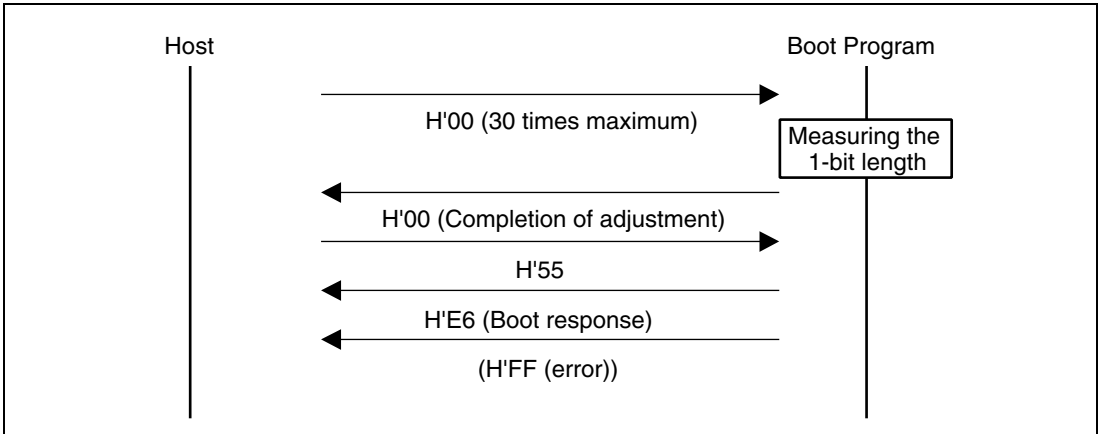 Host
Boot Program
H'00 (30 times maximum)
Measuring the
1-bit length
H'00 (Completion of adjustment)
H'55
H'E6 (Boot response)
(H'FF (error))